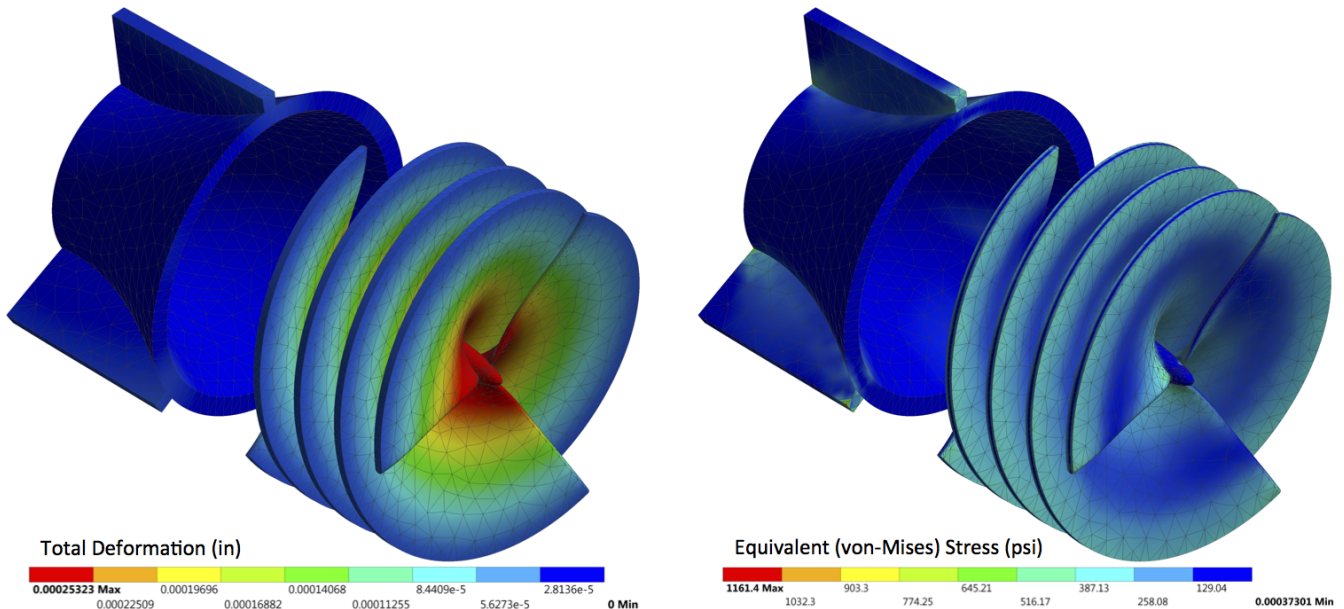 Total Deformation (in)
0.00025323 Max 0.00019696 0.00014068 8.4409e-5 2.8136e-5
0.00022509 0.00016882 0.00011255 5.6273e-5 0 Min
Equivalent (von-Mises) Stress (psi)
1161.4 Max 903.3 645.21 387.13 129.04
1032.3 774.25 516.17 258.08 0.00037301 Min